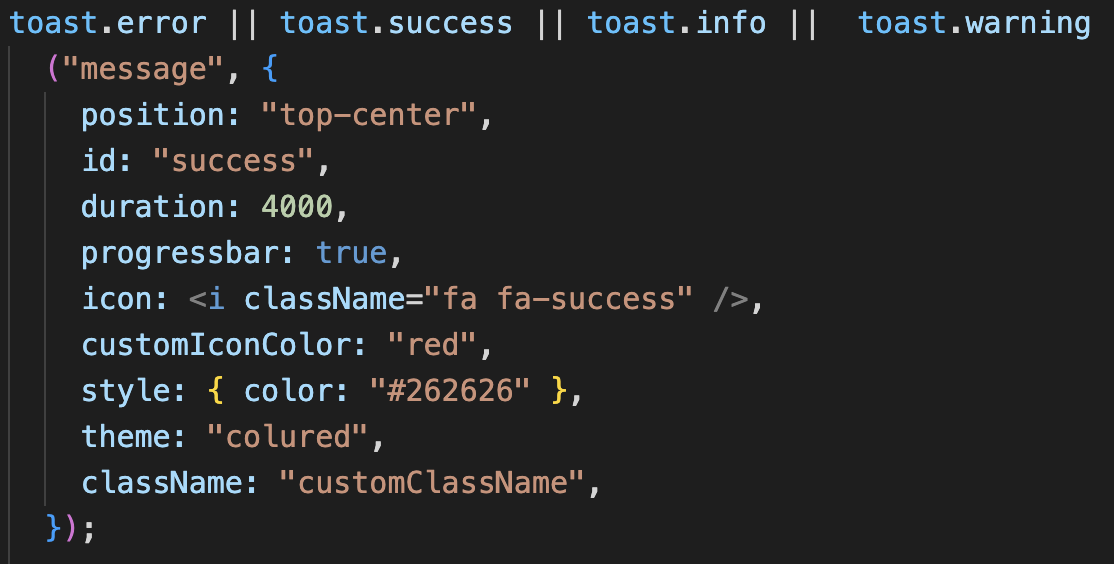 toast.error || toast.success || toast.info ||  toast.warning
("message", {
position: "top-center",
id: "success",
duration: 4000,
progressbar: true,
icon: <i className="fa fa-success" />,
customIconColor: "red",
style: { color: "#262626" },
theme: "colured",
className: "customClassName",
});